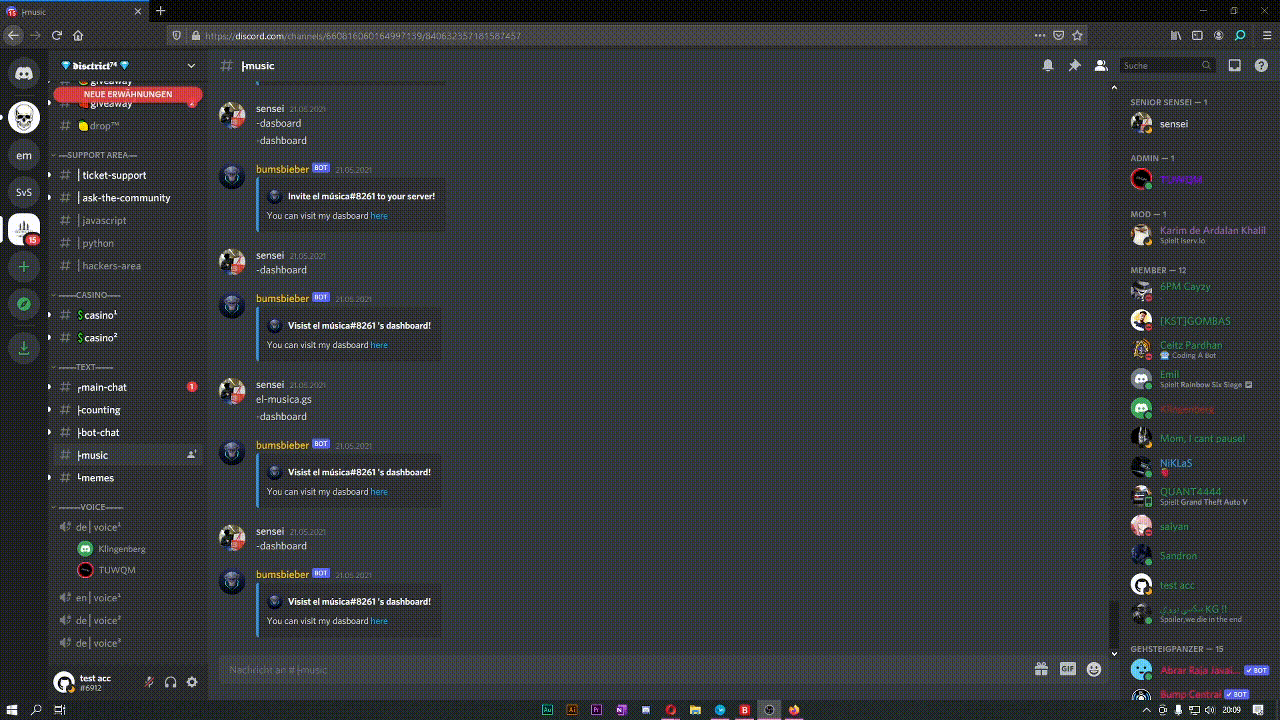 ├music
https://discord.com/channels/660816060164997139/840632357181587457
𝕯𝖎𝖘𝖈𝖙𝖗𝖎𝖈𝖙⁷⁴
├music
Suche
giveaway
NEUE ERWÄHNUNGEN
giveaway 2
drop™
SUPPORT AREA
ticket-support
ask-the-community
javascript
python
hackers-area
CASINO
casino¹
casino²
TEXT
┌main-chat 1
├counting
├bot-chat
├music
└memes
VOICE
de│voice¹
Klingenberg
TUWQM
en│voice¹
de│voice²
de│voice³
test acc
#6912
em
SvS
15
sensei 21.05.2021
-dasboard
-dashboard
bumsbieber BOT 21.05.2021
Invite el música#8261 to your server!
You can visit my dasboard here
sensei 21.05.2021
-dashboard
bumsbieber BOT 21.05.2021
Visist el música#8261 's dashboard!
You can visit my dasboard here
sensei 21.05.2021
el-musica.gs
-dashboard
bumsbieber BOT 21.05.2021
Visist el música#8261 's dashboard!
You can visit my dasboard here
sensei 21.05.2021
-dashboard
bumsbieber BOT 21.05.2021
Visist el música#8261 's dashboard!
You can visit my dasboard here
Nachricht an #├music
GIF
SENIOR SENSEI — 1
sensei
ADMIN — 1
TUWQM
MOD — 1
Karim de Ardalan Khalil
Spielt Iserv.io
MEMBER — 12
6PM Cayzy
[KST]GOMBAS
Celtz Pardhan
Coding A Bot
Emil
Spielt Rainbow Six Siege
Klingenberg
Mom, I cant pause!
NiKLaS
QUANT4444
Spielt Grand Theft Auto V
salyan
Sandron
test acc
KG !!
Spoiler,we die in the end
GEHSTEIGPANZER — 15
Abrar Raja Javai... ✓ BOT
Bump Central ✓ BOT
20:09